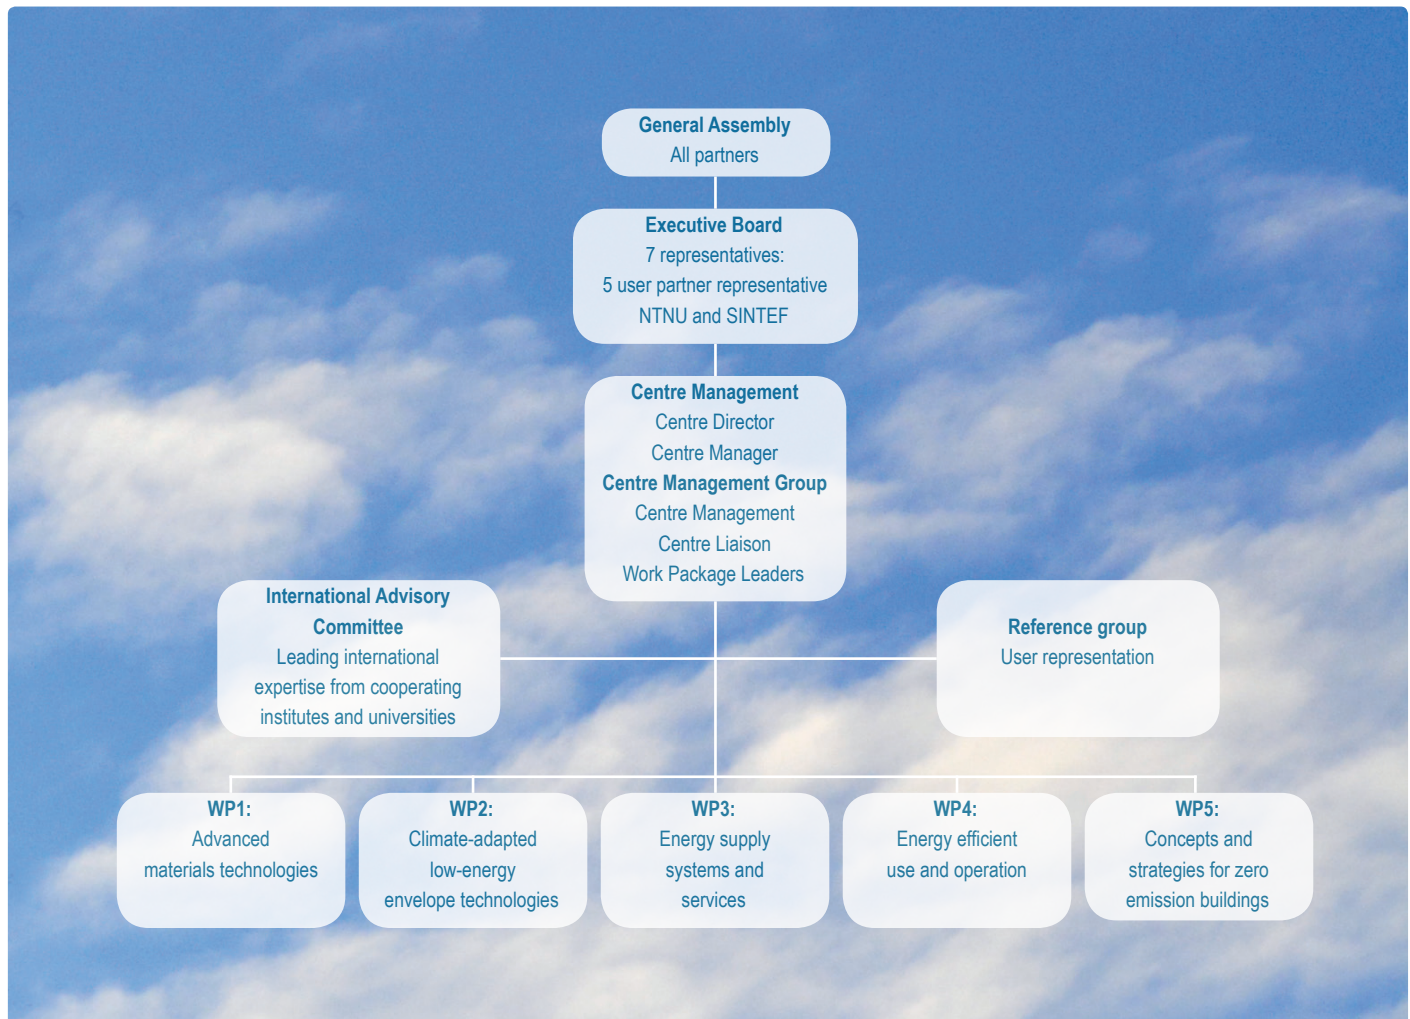 General Assembly
All partners
Executive Board
7 representatives:
5 user partner representative
NTNU and SINTEF
Centre Management
Centre Director
Centre Manager
Centre Management Group
Centre Management
Centre Liaison
Work Package Leaders
International Advisory
Committee
Leading international
expertise from cooperating
institutes and universities
Reference group
User representation
WP1:
Advanced
materials technologies
WP2:
Climate-adapted
low-energy
envelope technologies
WP3:
Energy supply
systems and
services
WP4:
Energy efficient
use and operation
WP5:
Concepts and
strategies for zero
emission buildings